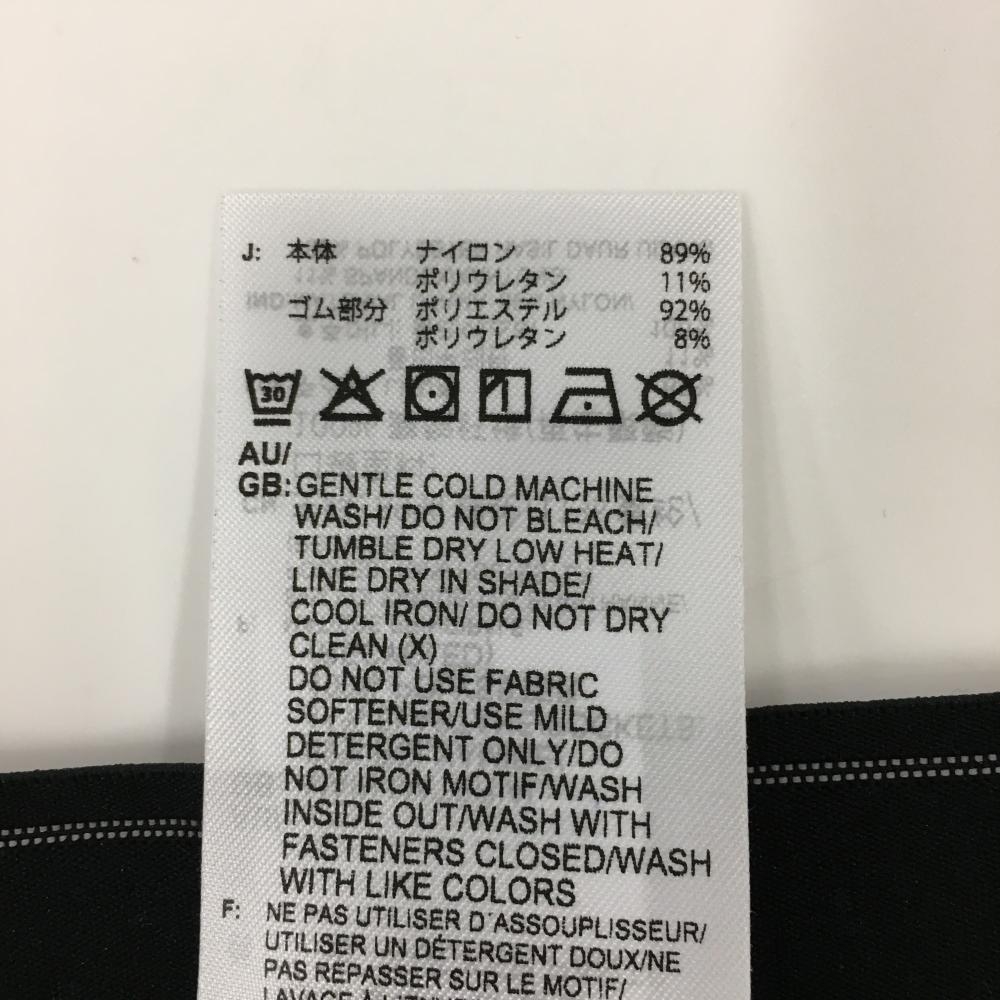 J: 本体 ナイロン 89%
ポリウレタン 11%
ゴム部分 ポリエステル 92%
ポリウレタン 8%
30
AU/
GB: GENTLE COLD MACHINE
WASH/ DO NOT BLEACH/
TUMBLE DRY LOW HEAT/
LINE DRY IN SHADE/
COOL IRON/ DO NOT DRY
CLEAN (X)
DO NOT USE FABRIC
SOFTENER/USE MILD
DETERGENT ONLY/DO
NOT IRON MOTIF/WASH
INSIDE OUT/WASH WITH
FASTENERS CLOSED/WASH
WITH LIKE COLORS
F: NE PAS UTILISER D'ASSOUPLISSEUR/
UTILISER UN DÉTERGENT DOUX/NE
PAS REPASSER SUR LE MOTIF/
LAVAGE À